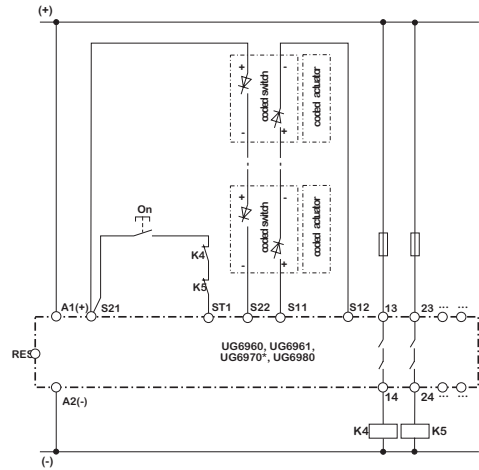 (+)
+
-
coded switch
coded actuator
-
+
On
+
-
coded switch
coded actuator
-
+
K4
K5
A1(+)
S21
ST1
S22
S11
S12
13
23
...
...
RES
UG6960, UG6961,
UG6970*, UG6980
A2(-)
14
24
...
...
K4
K5
(-)